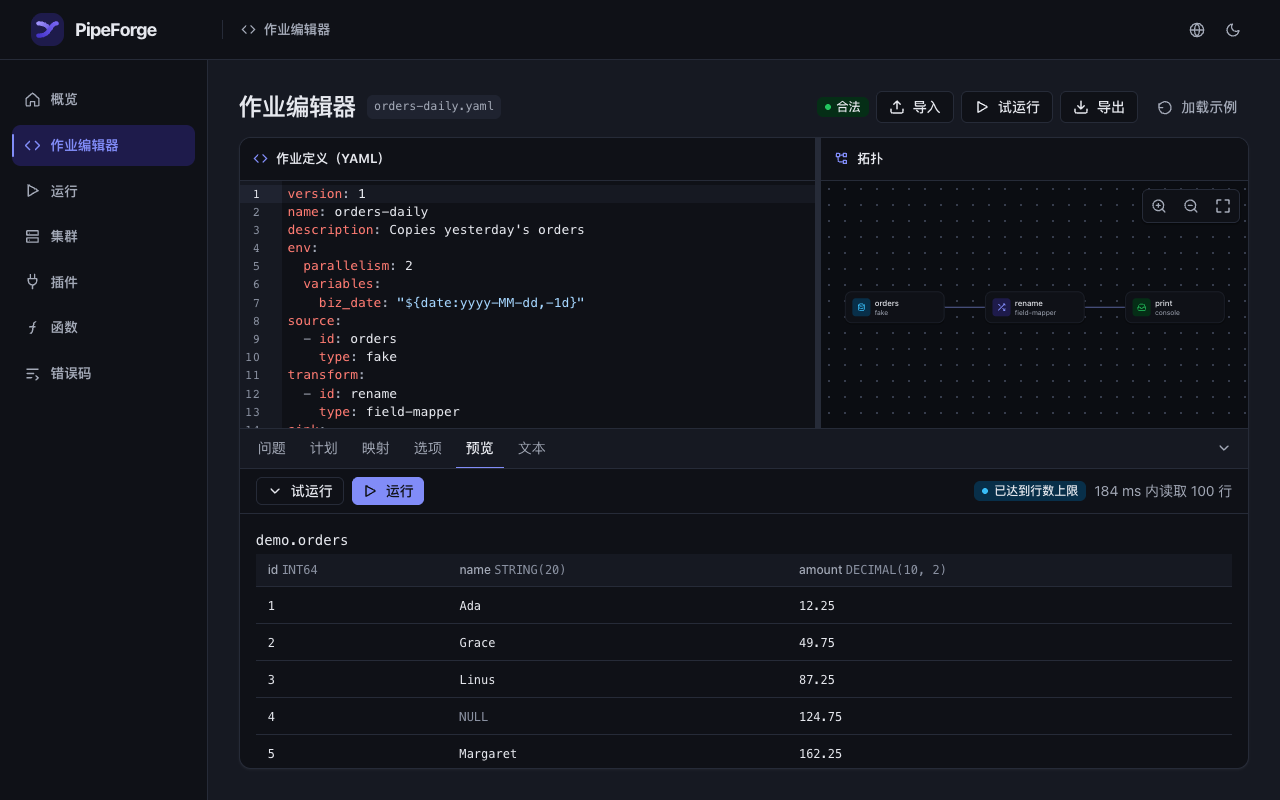 PipeForge
作业编辑器
概览
作业编辑器
运行
集群
插件
函数
错误码
作业编辑器 orders-daily.yaml
合法 导入 试运行 导出 加载示例
作业定义（YAML）
1 version: 1
2 name: orders-daily
3 description: Copies yesterday's orders
4 env:
5 parallelism: 2
6 variables:
7 biz_date: "${date:yyyy-MM-dd,-1d}"
8 source:
9 - id: orders
10 type: fake
11 transform:
12 - id: rename
13 type: field-mapper
拓扑
orders
fake
rename
field-mapper
print
console
问题 计划 映射 选项 预览 文本
试运行 运行 已达到行数上限 184 ms 内读取 100 行
demo.orders
id INT64 name STRING(20) amount DECIMAL(10, 2)
1 Ada 12.25
2 Grace 49.75
3 Linus 87.25
4 NULL 124.75
5 Margaret 162.25